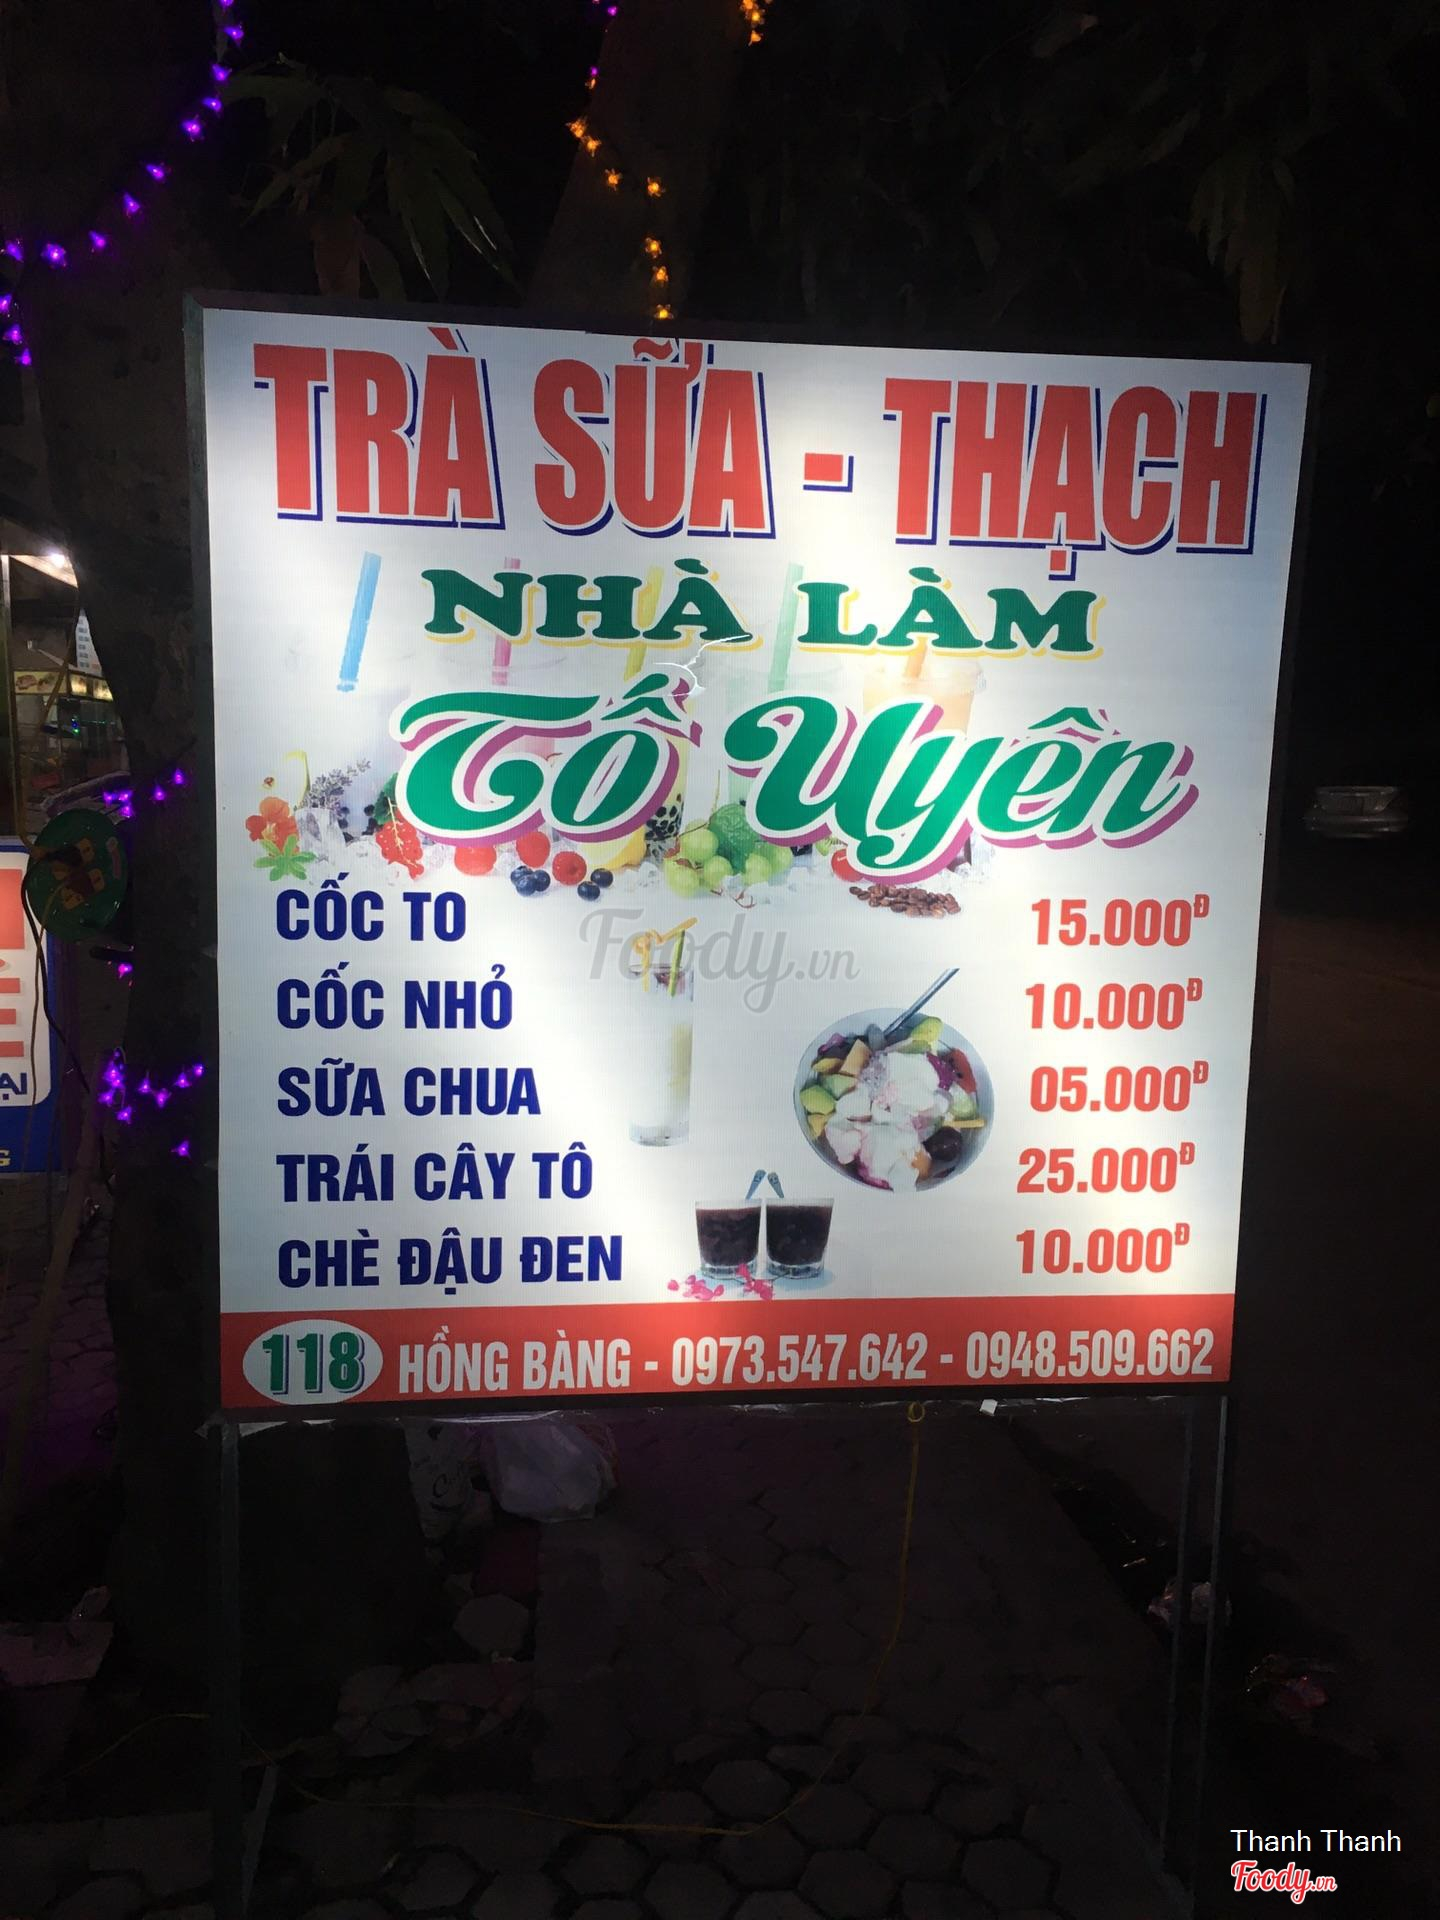 TRÀ SỮA - THẠCH
NHÀ LÀM
Tố Uyên
Foody.vn
CỐC TO 15.000Đ
CỐC NHỎ 10.000Đ
SỮA CHUA 05.000Đ
TRÁI CÂY TÔ 25.000Đ
CHÈ ĐẬU ĐEN 10.000Đ
118 HỒNG BÀNG - 0973.547.642 - 0948.509.662
Thanh Thanh
Foody.vn